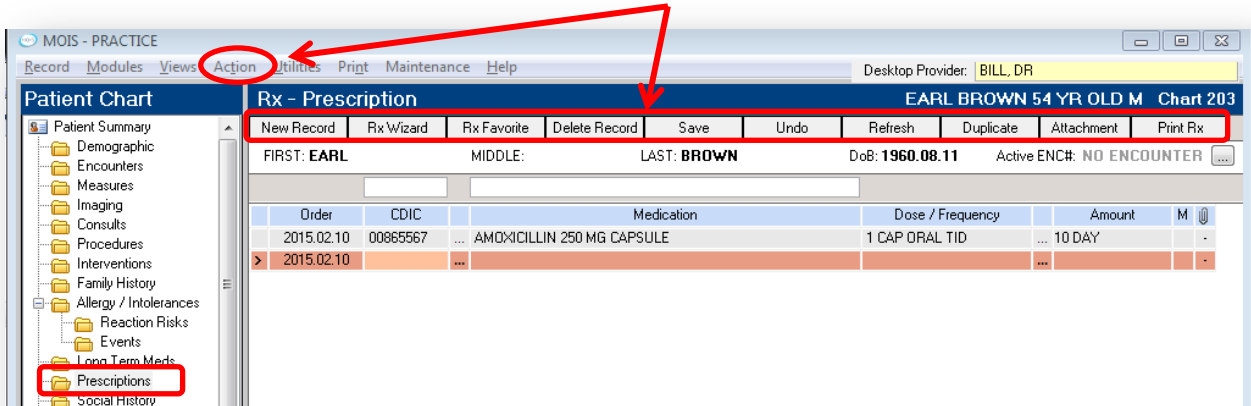 MOIS - PRACTICE
Record Modules Views Action Utilities Print Maintenance Help
Desktop Provider: BILL, DR
Patient Chart
Rx - Prescription EARL BROWN 54 YR OLD M Chart 203
New Record Rx Wizard Rx Favorite Delete Record Save Undo Refresh Duplicate Attachment Print Rx
FIRST: EARL MIDDLE: LAST: BROWN DoB: 1960.08.11 Active ENC#: NO ENCOUNTER ...
Order CDIC Medication Dose / Frequency Amount M
2015.02.10 00865567 ... AMOXICILLIN 250 MG CAPSULE 1 CAP ORAL TID ... 10 DAY -
> 2015.02.10 ... ... -
Patient Summary
Demographic
Encounters
Measures
Imaging
Consults
Procedures
Interventions
Family History
Allergy / Intolerances
Reaction Risks
Events
Long Term Meds
Prescriptions
Social History